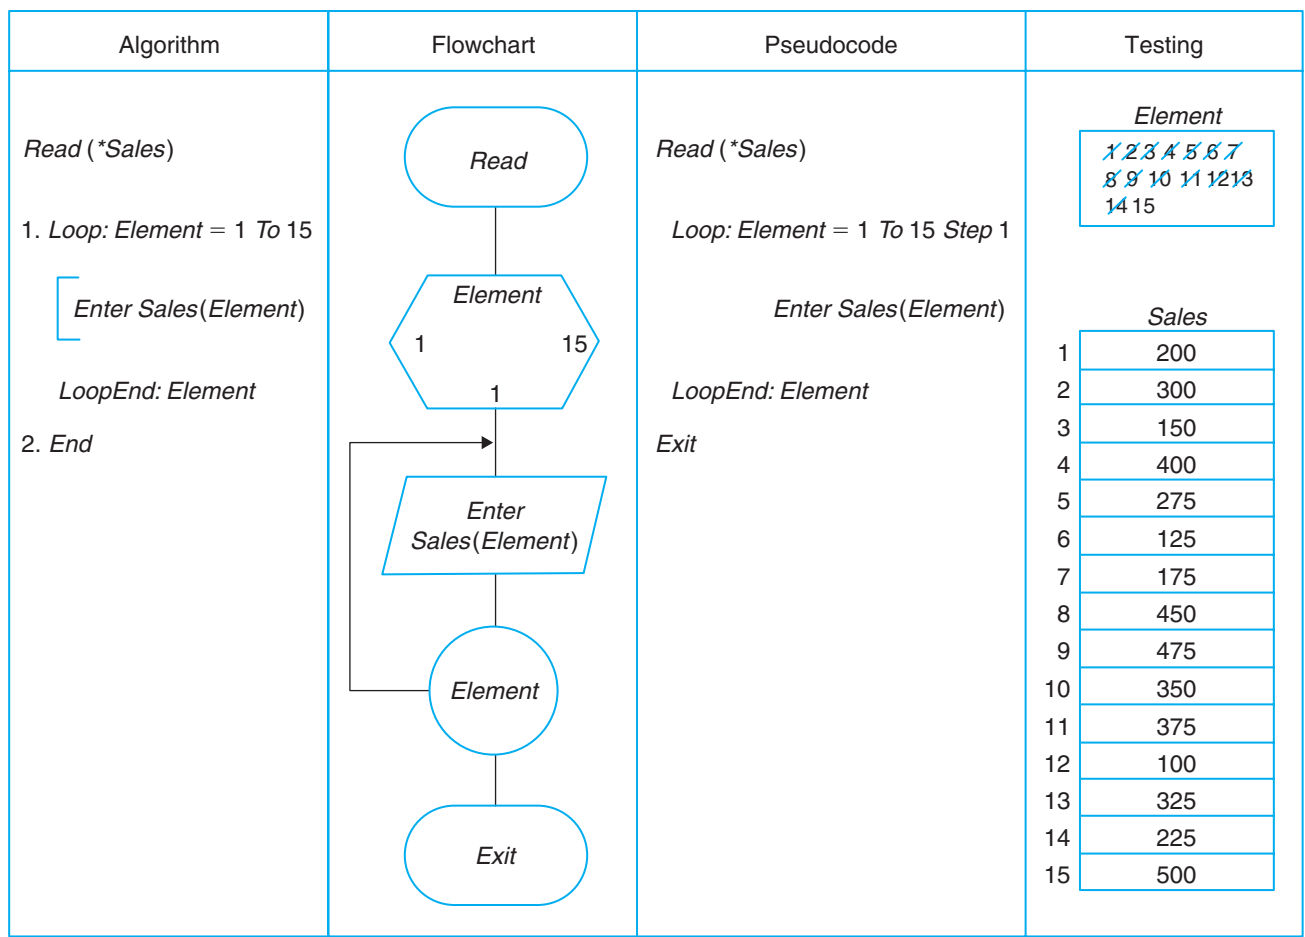 Algorithm
Flowchart
Pseudocode
Testing
Read (*Sales)
1. Loop: Element = 1 To 15
Enter Sales(Element)
LoopEnd: Element
2. End
Read
Element
1
15
1
Enter
Sales(Element)
Element
Exit
Read (*Sales)
Loop: Element = 1 To 15 Step 1
Enter Sales(Element)
LoopEnd: Element
Exit
Element
1 2 3 4 5 6 7
8 9 10 11 12 13
14 15
Sales
1 200
2 300
3 150
4 400
5 275
6 125
7 175
8 450
9 475
10 350
11 375
12 100
13 325
14 225
15 500